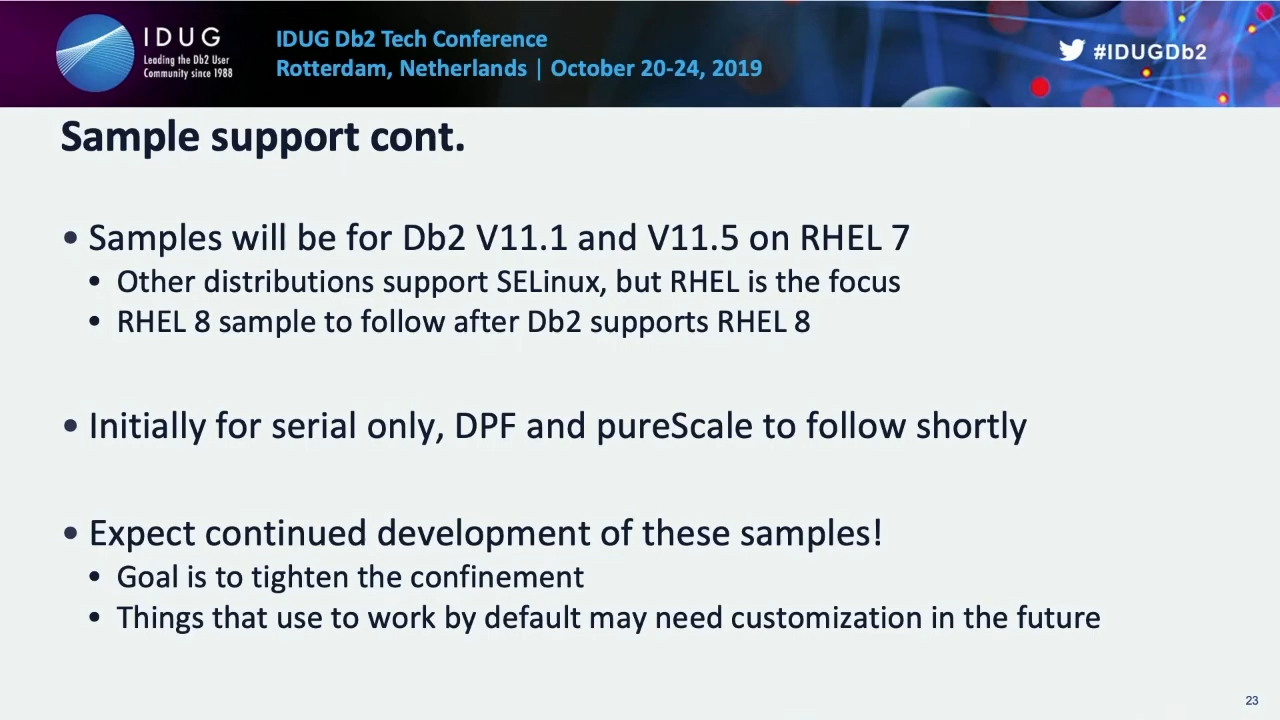 IDUG
Leading the Db2 User
Community since 1988
IDUG Db2 Tech Conference
Rotterdam, Netherlands | October 20-24, 2019
#IDUGDb2
Sample support cont.
• Samples will be for Db2 V11.1 and V11.5 on RHEL 7
• Other distributions support SELinux, but RHEL is the focus
• RHEL 8 sample to follow after Db2 supports RHEL 8
• Initially for serial only, DPF and pureScale to follow shortly
• Expect continued development of these samples!
• Goal is to tighten the confinement
• Things that use to work by default may need customization in the future
23